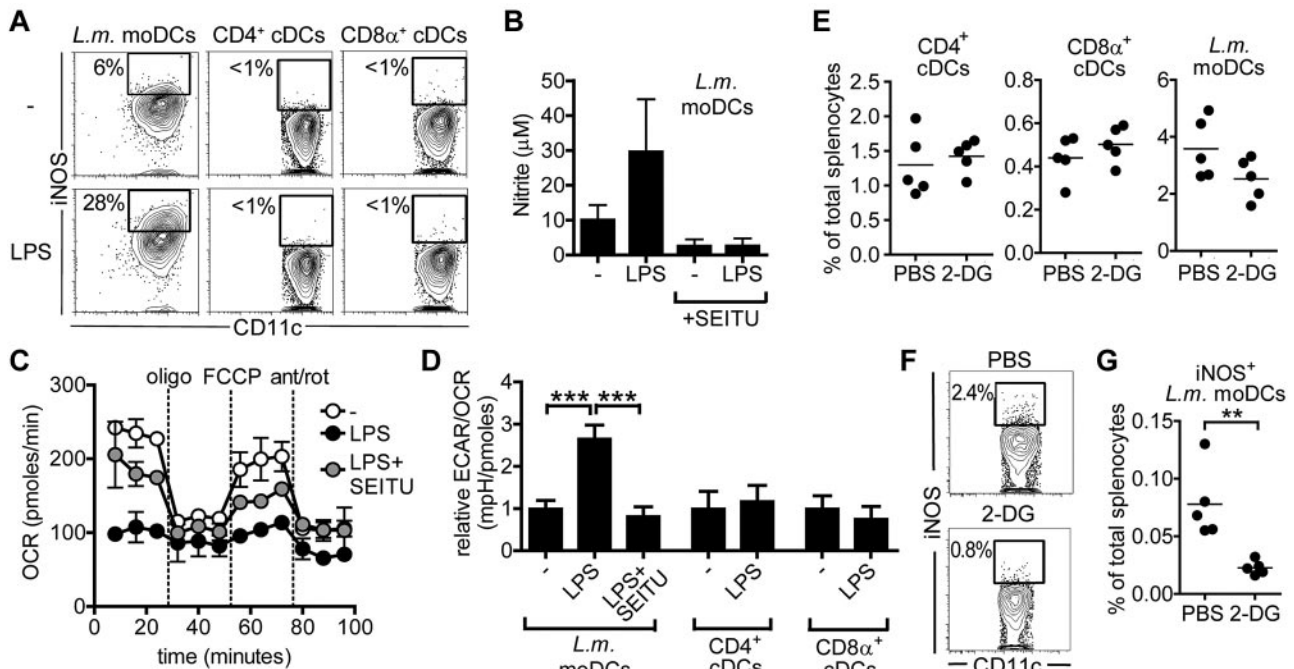 A
L.m. moDCs CD4+ cDCs CD8α+ cDCs
6% <1% <1%
-
iNOS
28% <1% <1%
LPS
CD11c
B
L.m.
moDCs
Nitrite (μM)
50
40
30
20
10
0
- LPS - LPS
+SEITU
E
CD4+
cDCs
CD8α+
cDCs
L.m.
moDCs
% of total splenocytes
2.5
2.0
1.5
1.0
0.5
0.0
PBS 2-DG
0.8
0.6
0.4
0.2
0.0
PBS 2-DG
6
4
2
0
PBS 2-DG
C
oligo FCCP ant/rot
OCR (pmoles/min)
300
200
100
0
0 20 40 60 80 100
time (minutes)
-
LPS
LPS+
SEITU
D
relative ECAR/OCR
(mpH/pmoles)
4
3
2
1
0
*** ***
- LPS LPS+
SEITU
- LPS
- LPS
L.m.
moDCs
CD4+
cDCs
CD8α+
cDCs
F
PBS
2.4%
iNOS
2-DG
0.8%
iNOS
CD11c
G
iNOS+
L.m. moDCs
**
% of total splenocytes
0.15
0.10
0.05
0.00
PBS 2-DG